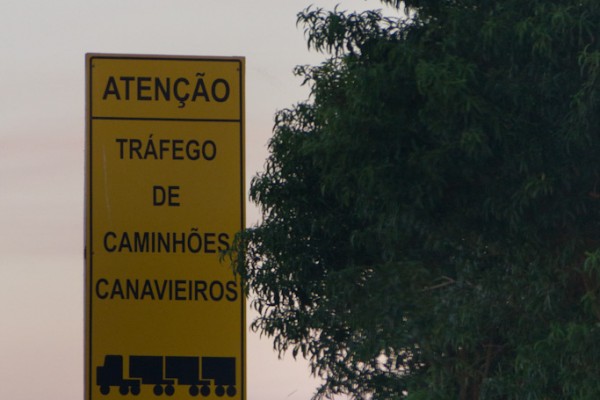 ATENÇÃO
TRÁFEGO
DE
CAMINHÕES
CANAVIEIROS